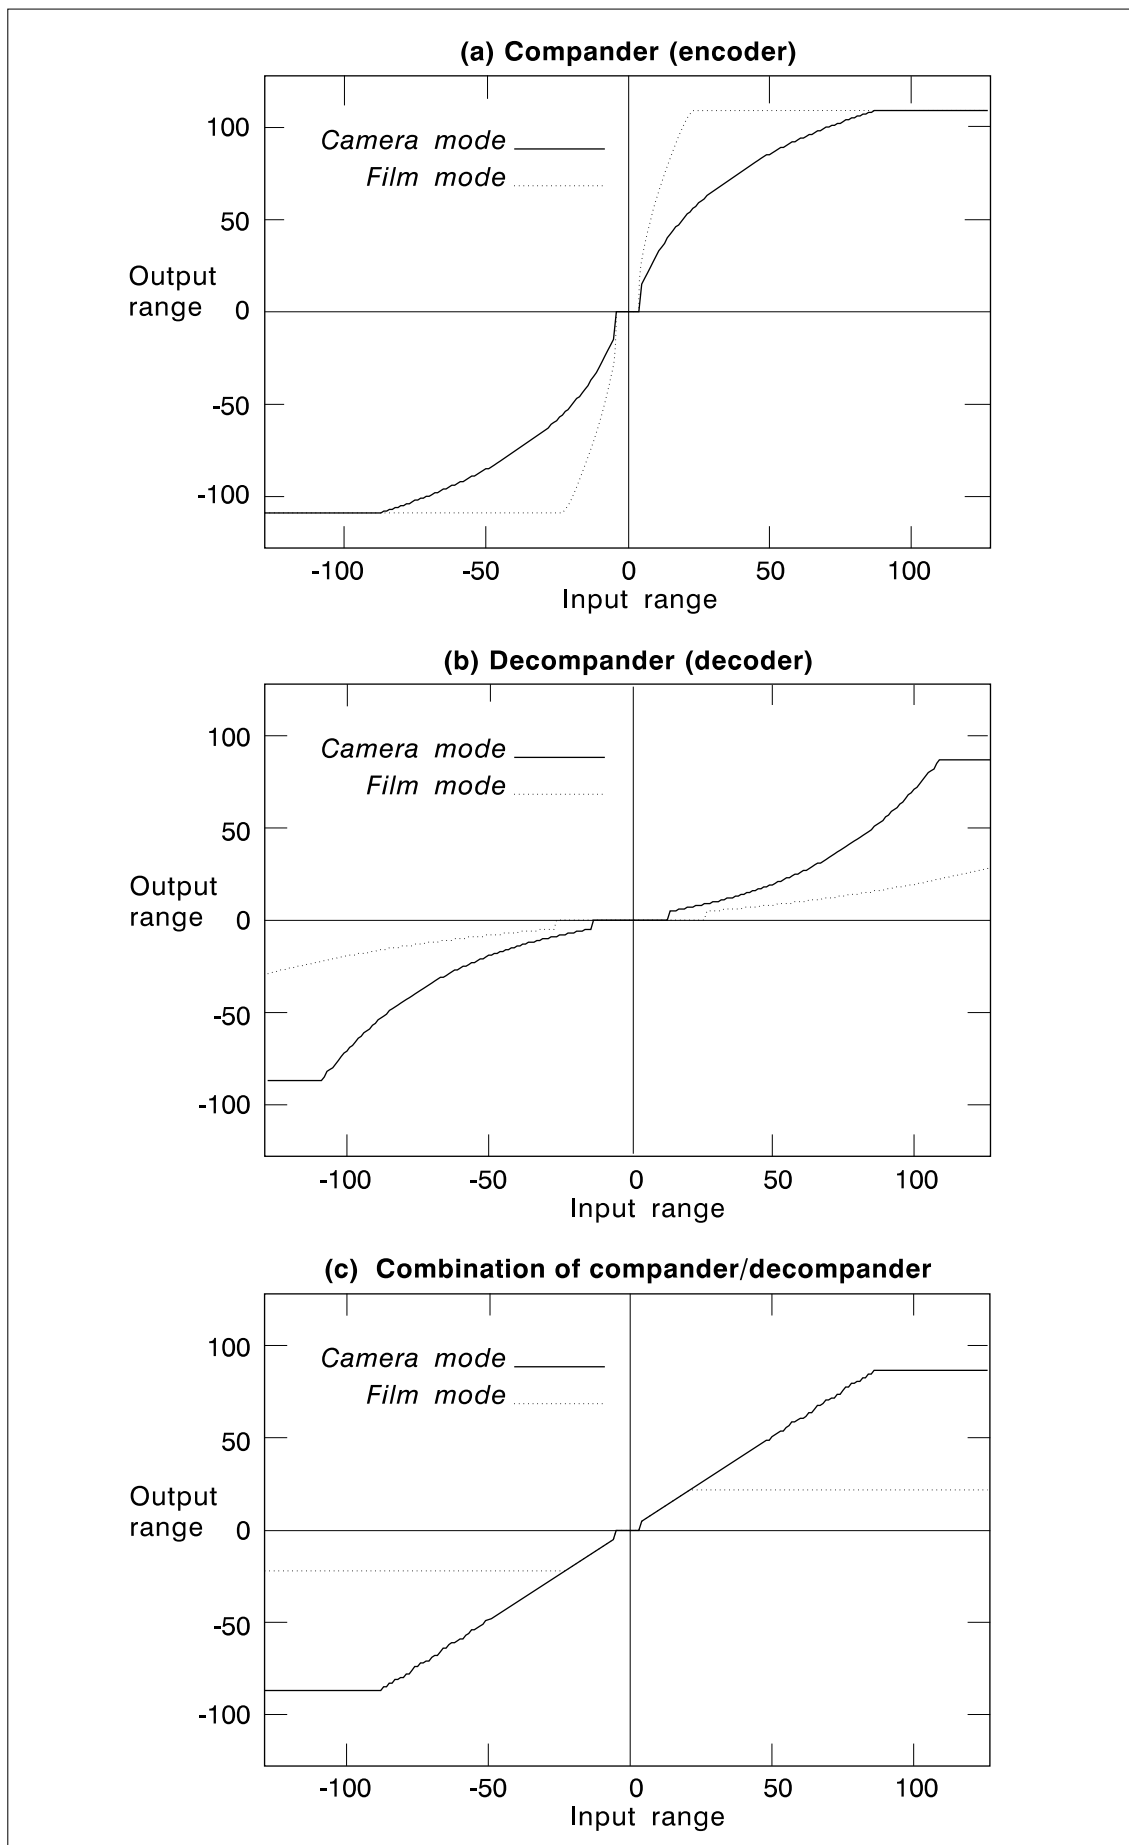 (a) Compander (encoder)
100
Camera mode
Film mode
50
Output
range
0
-50
-100
-100 -50 0 50 100
Input range
(b) Decompander (decoder)
100
Camera mode
Film mode
50
Output
range
0
-50
-100
-100 -50 0 50 100
Input range
(c) Combination of compander/decompander
100
Camera mode
Film mode
50
Output
range
0
-50
-100
-100 -50 0 50 100
Input range